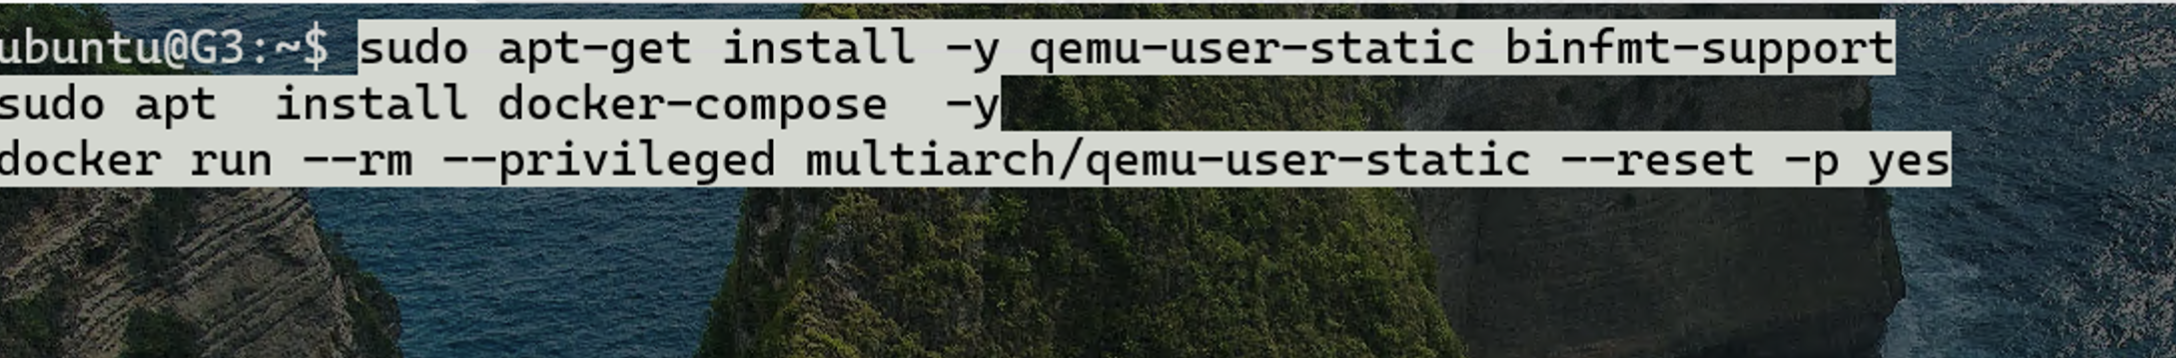 ubuntu@G3:~$ sudo apt-get install -y qemu-user-static binfmt-support
sudo apt  install docker-compose  -y
docker run --rm --privileged multiarch/qemu-user-static --reset -p yes